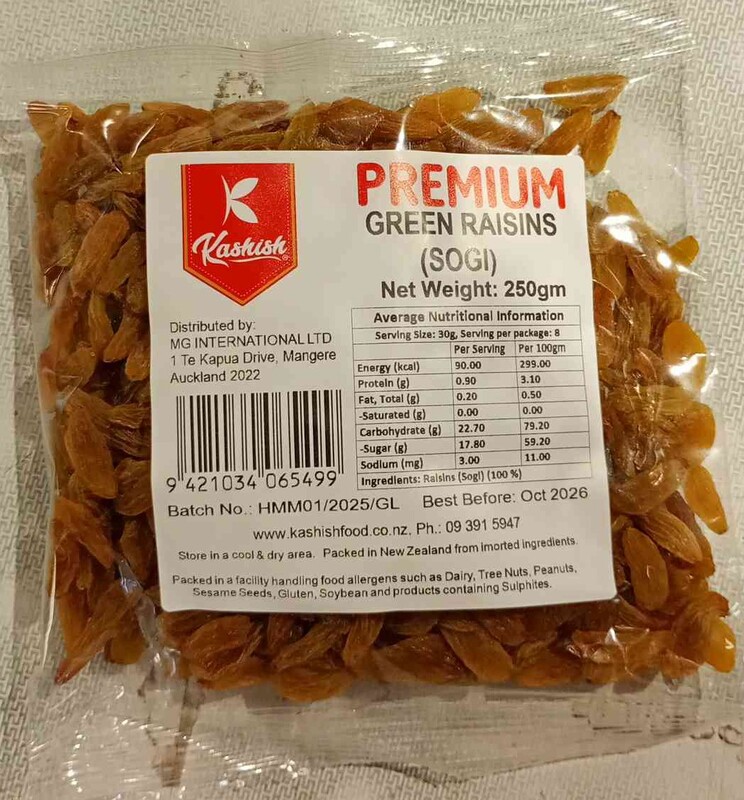 Kashish®
PREMIUM
GREEN RAISINS
(SOGI)
Net Weight: 250gm
Distributed by:
MG INTERNATIONAL LTD
1 Te Kapua Drive, Mangere
Auckland 2022
9 421034 065499
Average Nutritional Information
Serving Size: 30g, Serving per package: 8
Per Serving Per 100gm
Energy (kcal) 90.00 299.00
Protein (g) 0.90 3.10
Fat, Total (g) 0.20 0.50
-Saturated (g) 0.00 0.00
Carbohydrate (g) 22.70 79.20
-Sugar (g) 17.80 59.20
Sodium (mg) 3.00 11.00
Ingredients: Raisins (Sogi) (100 %)
Batch No.: HMM01/2025/GL Best Before: Oct 2026
www.kashishfood.co.nz, Ph.: 09 391 5947
Store in a cool & dry area. Packed in New Zealand from imorted ingredients.
Packed in a facility handling food allergens such as Dairy, Tree Nuts, Peanuts,
Sesame Seeds, Gluten, Soybean and products containing Sulphites.